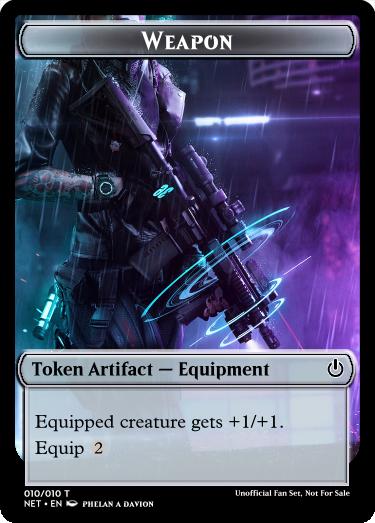 Weapon
Token Artifact — Equipment
Equipped creature gets +1/+1.
Equip 2
010/010 T
NET • EN PHELAN A DAVION
Unofficial Fan Set, Not For Sale